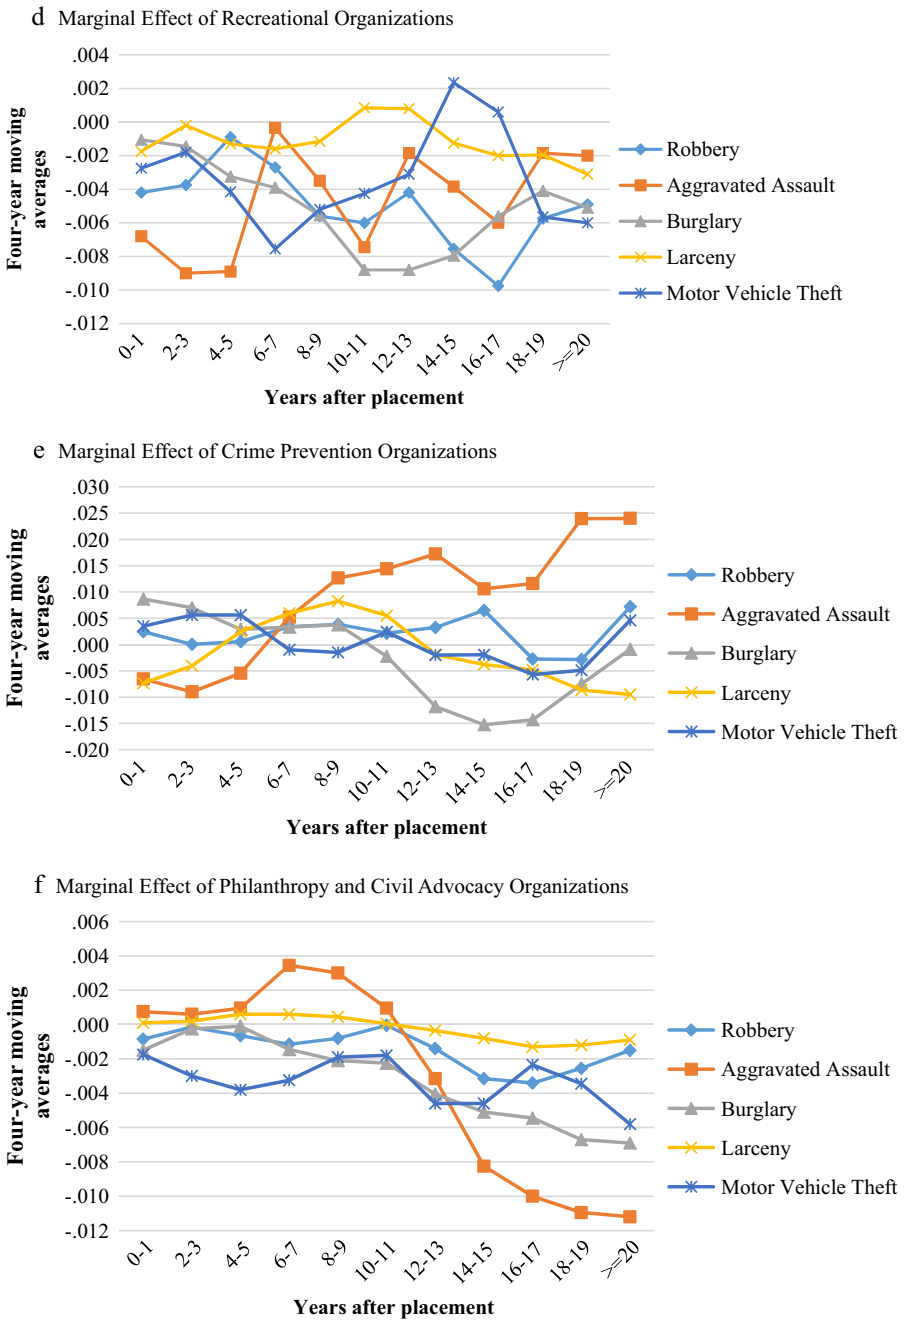 d Marginal Effect of Recreational Organizations
Four-year moving
averages
.004
.002
.000
-.002
-.004
-.006
-.008
-.010
-.012
0-1
2-3
4-5
6-7
8-9
10-11
12-13
14-15
16-17
18-19
>=20
Years after placement
Robbery
Aggravated Assault
Burglary
Larceny
Motor Vehicle Theft
e Marginal Effect of Crime Prevention Organizations
Four-year moving
averages
.030
.025
.020
.015
.010
.005
.000
-.005
-.010
-.015
-.020
0-1
2-3
4-5
6-7
8-9
10-11
12-13
14-15
16-17
18-19
>=20
Years after placement
Robbery
Aggravated Assault
Burglary
Larceny
Motor Vehicle Theft
f Marginal Effect of Philanthropy and Civil Advocacy Organizations
Four-year moving
averages
.006
.004
.002
.000
-.002
-.004
-.006
-.008
-.010
-.012
0-1
2-3
4-5
6-7
8-9
10-11
12-13
14-15
16-17
18-19
>=20
Years after placement
Robbery
Aggravated Assault
Burglary
Larceny
Motor Vehicle Theft